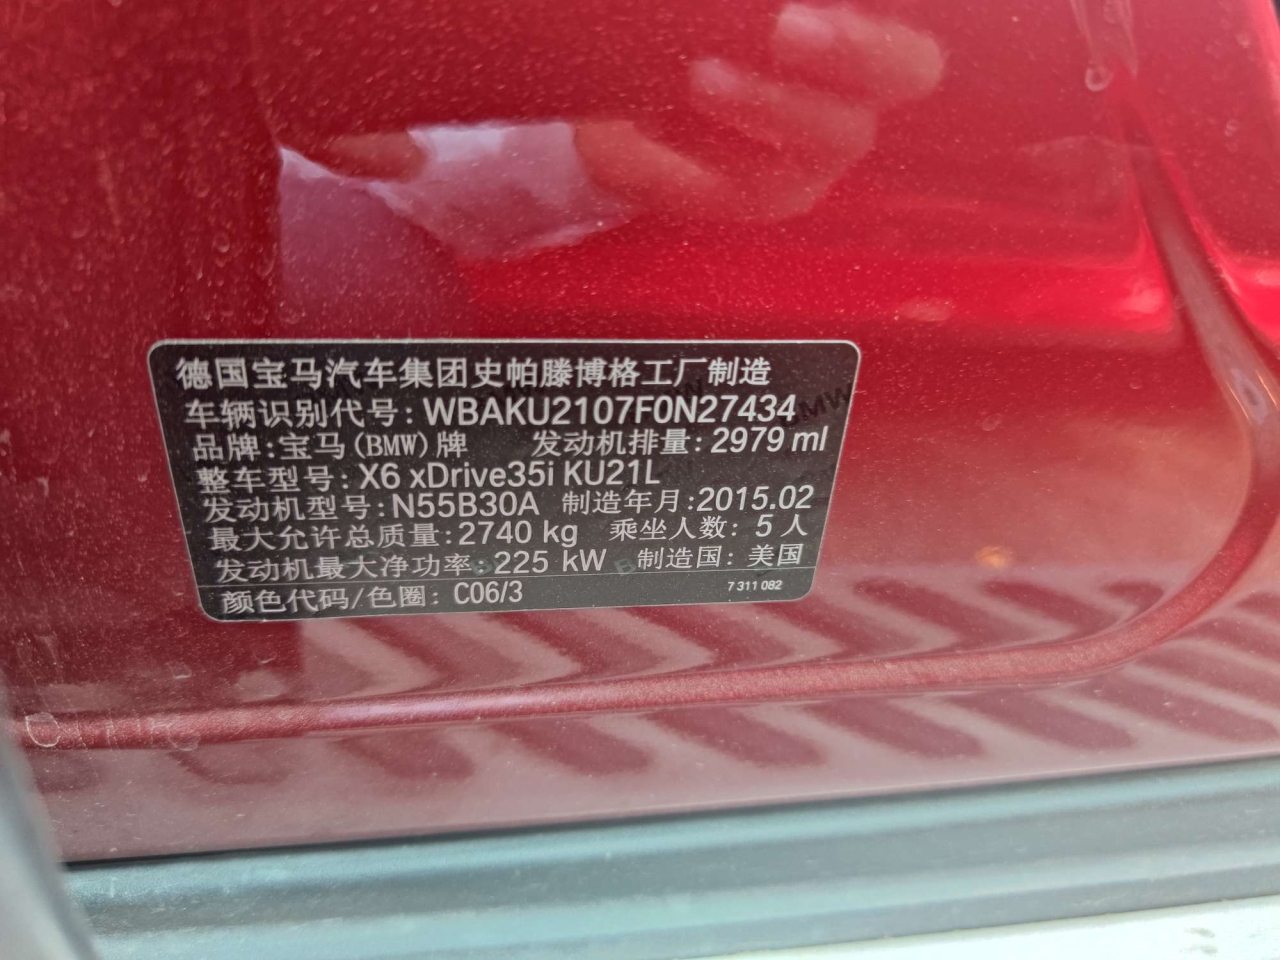 德国宝马汽车集团史帕滕博格工厂制造
车辆识别代号: WBAKU2107F0N27434
品牌:宝马(BMW)牌 发动机排量: 2979 ml
整车型号: X6 xDrive35i KU21L
发动机型号: N55B30A 制造年月:2015.02
最大允许总质量: 2740 kg 乘坐人数: 5 人
发动机最大净功率: 225 kW 制造国: 美国
颜色代码/色圈: C06/3 7 311 082